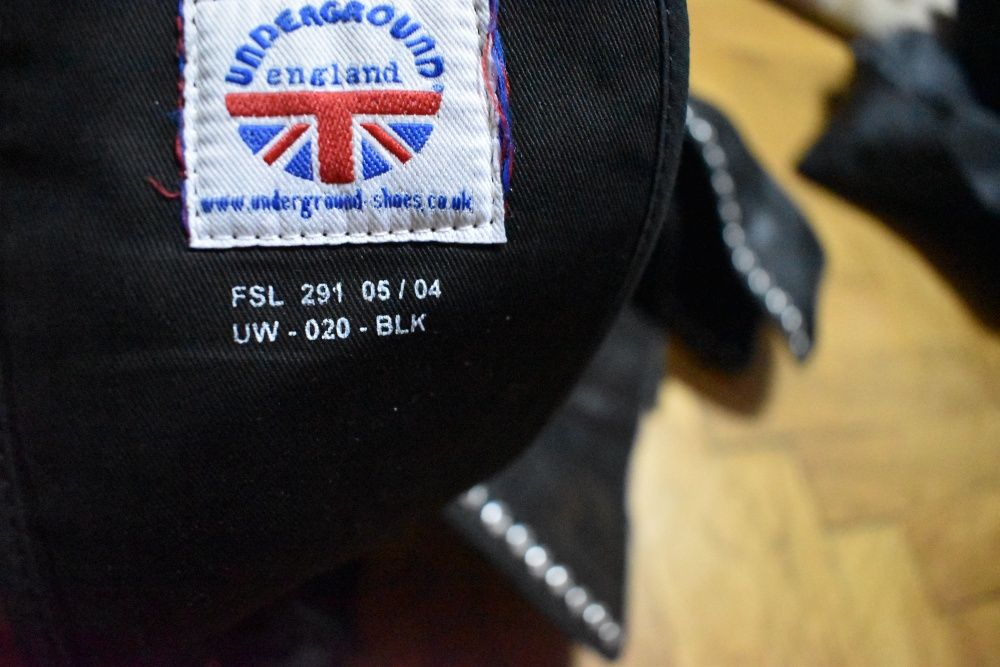 UNDERGROUND
england
www.underground-shoes.co.uk
FSL 291 05 / 04
UW - 020 - BLK